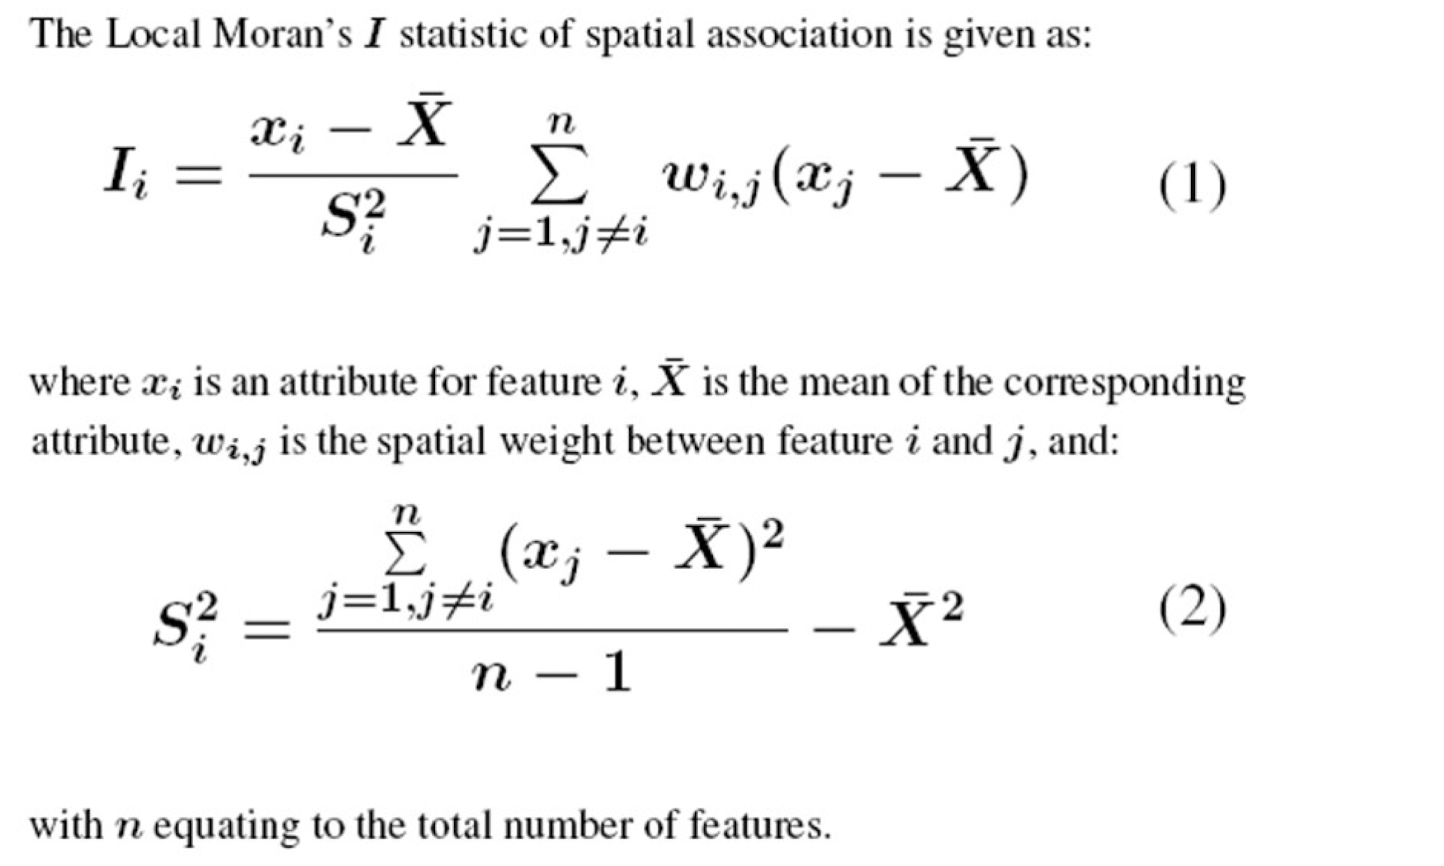 The Local Moran's I statistic of spatial association is given as:
I_i = \frac{x_i - \bar{X}}{S_i^2} \sum_{j=1,j\neq i}^{n} w_{i,j}(x_j - \bar{X}) (1)
where x_i is an attribute for feature i, \bar{X} is the mean of the corresponding
attribute, w_{i,j} is the spatial weight between feature i and j, and:
S_i^2 = \frac{\sum_{j=1,j\neq i}^{n} (x_j - \bar{X})^2}{n - 1} - \bar{X}^2 (2)
with n equating to the total number of features.